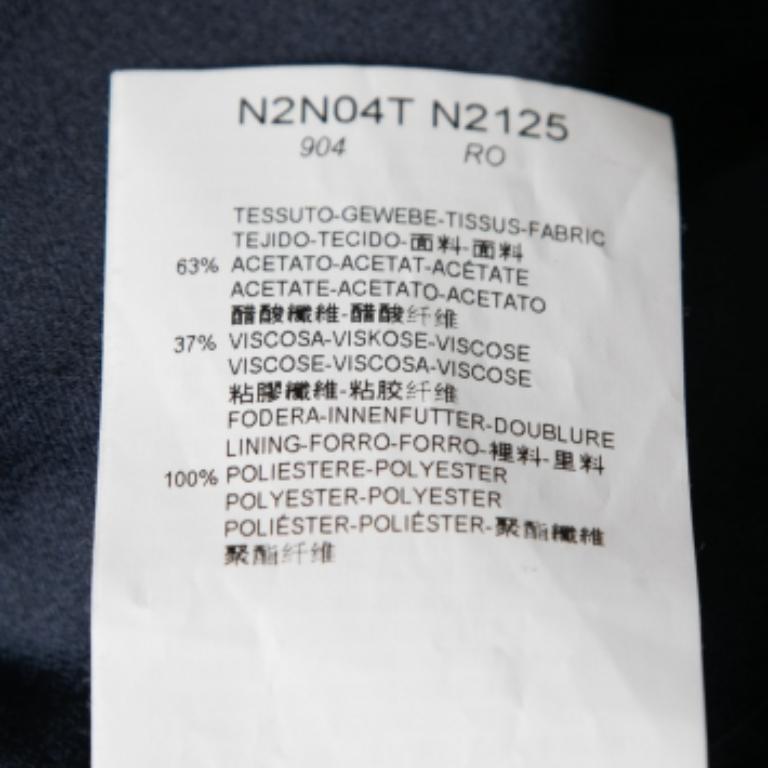 N2N04T N2125
904 RO
TESSUTO-GEWEBE-TISSUS-FABRIC
TEJIDO-TECIDO-面料-面料
63% ACETATO-ACETAT-ACÉTATE
ACETATE-ACETATO-ACETATO
醋酸纖維-醋酸纤维
37% VISCOSA-VISKOSE-VISCOSE
VISCOSE-VISCOSA-VISCOSE
粘膠纖維-粘胶纤维
FODERA-INNENFUTTER-DOUBLURE
LINING-FORRO-FORRO-裡料-里料
100% POLIESTERE-POLYESTER
POLYESTER-POLYESTER
POLIÉSTER-POLIÉSTER-聚酯纖維
聚酯纤维